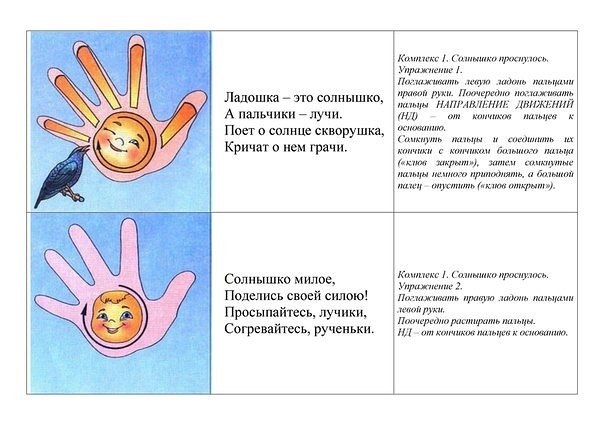 Ладошка – это солнышко,
А пальчики – лучи.
Поет о солнце скворушка,
Кричат о нем грачи.
Комплекс 1. Солнышко проснулось.
Упражнение 1.
Поглаживать левую ладонь пальцами
правой руки. Поочередно поглаживать
пальцы НАПРАВЛЕНИЕ ДВИЖЕНИЙ
(НД) – от кончиков пальцев к
основанию.
Сомкнуть пальцы и соединить их
кончики с кончиком большого пальца
(«клюв закрыт»), затем сомкнутые
пальцы немного приподнять, а большой
палец – опустить («клюв открыт»).
Солнышко милое,
Поделись своей силою!
Просыпайтесь, лучики,
Согревайтесь, рученьки.
Комплекс 1. Солнышко проснулось.
Упражнение 2.
Поглаживать правую ладонь пальцами
левой руки.
Поочередно растирать пальцы.
НД – от кончиков пальцев к основанию.